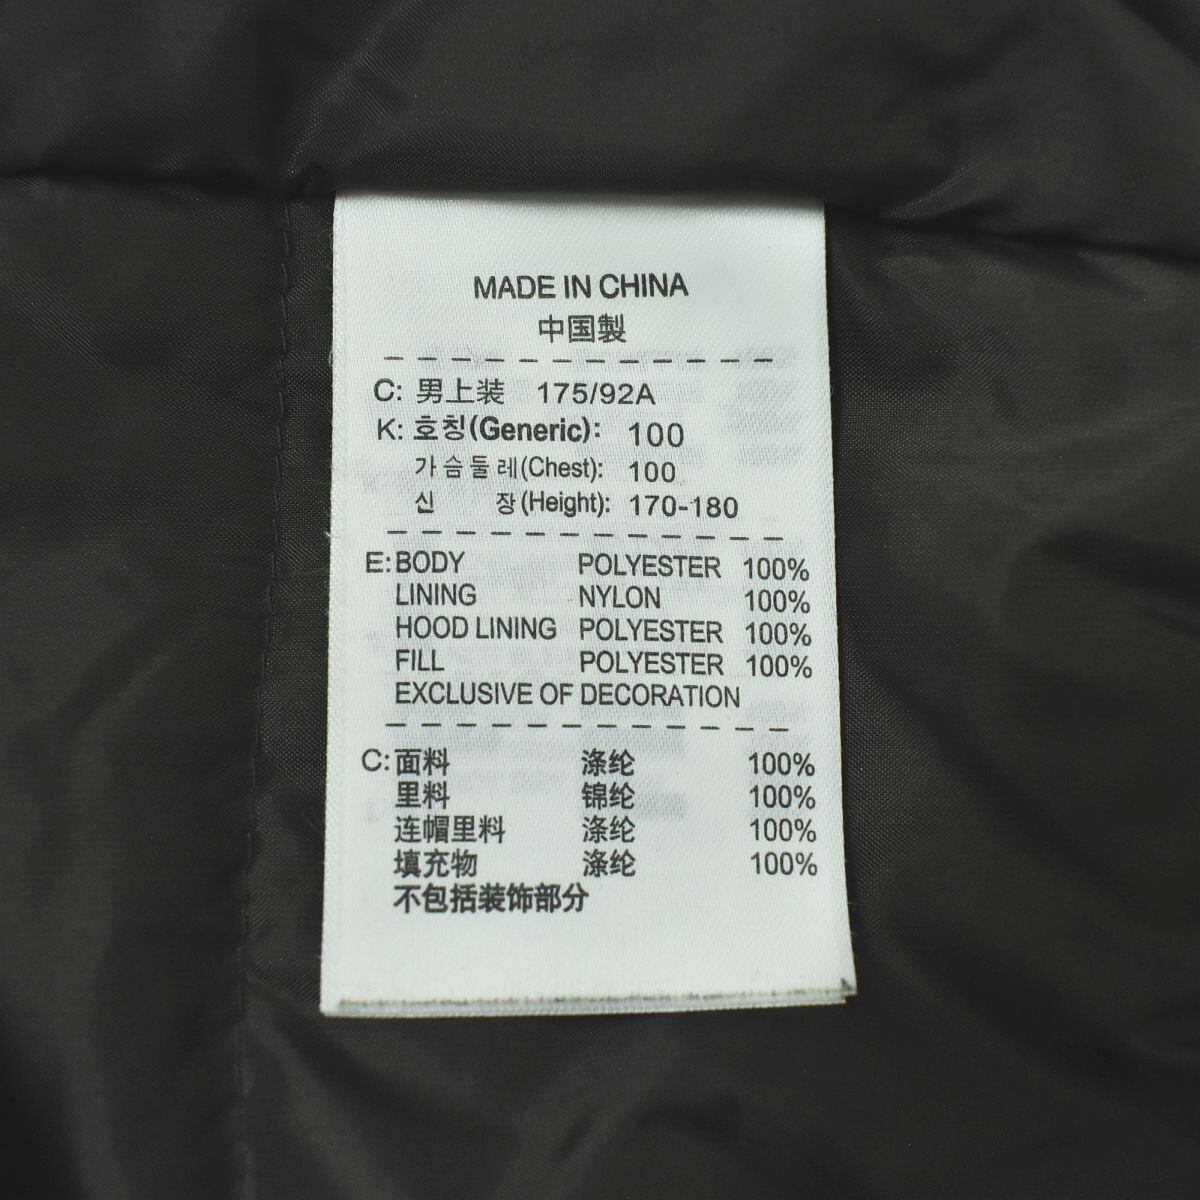 MADE IN CHINA
中国製
C: 男上装 175/92A
K: 호칭(Generic): 100
가슴둘레(Chest): 100
신 장(Height): 170-180
E: BODY POLYESTER 100%
LINING NYLON 100%
HOOD LINING POLYESTER 100%
FILL POLYESTER 100%
EXCLUSIVE OF DECORATION
C: 面料 涤纶 100%
里料 锦纶 100%
连帽里料 涤纶 100%
填充物 涤纶 100%
不包括装饰部分